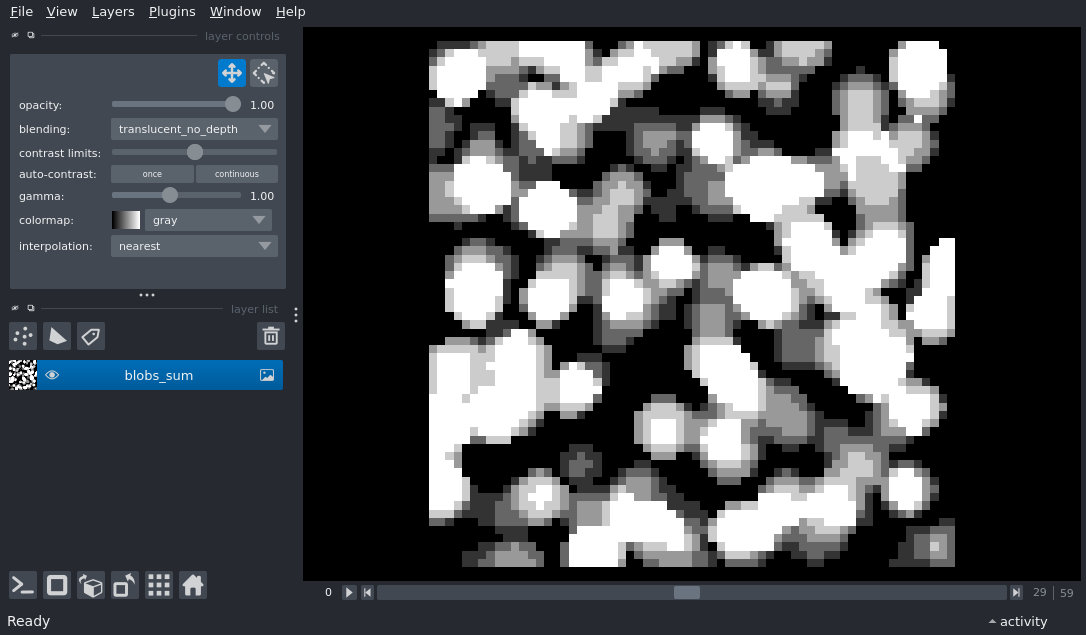 File View Layers Plugins Window Help
layer controls
opacity: 1.00
blending: translucent_no_depth
contrast limits:
auto-contrast: once continuous
gamma: 1.00
colormap: gray
interpolation: nearest
layer list
blobs_sum
0 29 59
Ready activity